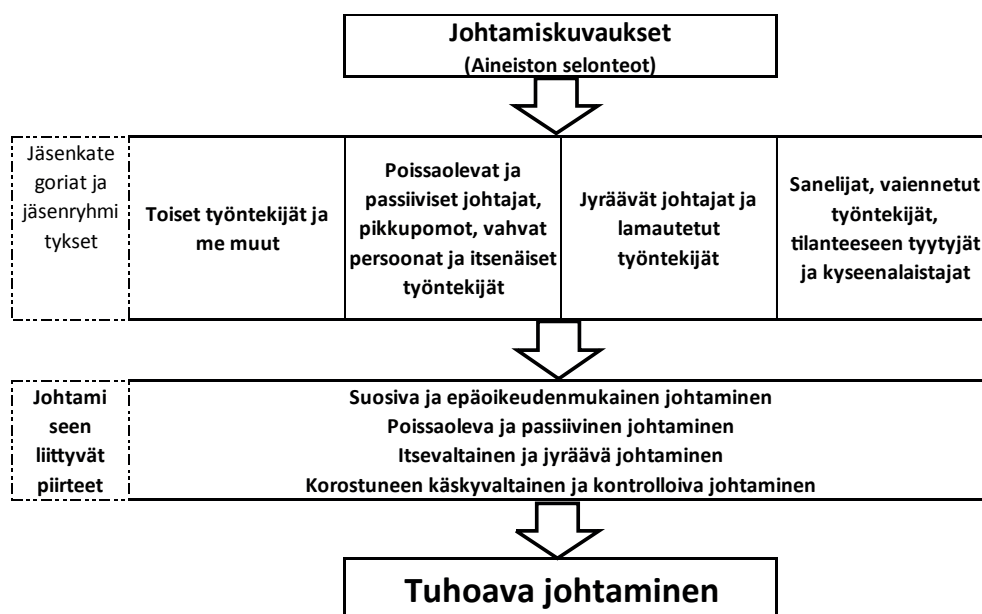 Johtamiskuvaukset
(Aineiston selonteot)
Jäsenkate
goriat ja
jäsenryhmi
tykset
Toiset työntekijät ja
me muut
Poissaolevat ja
passiiviset johtajat,
pikkupomot, vahvat
persoonat ja itsenäiset
työntekijät
Jyräävät johtajat ja
lamautetut
työntekijät
Sanelijat, vaiennetut
työntekijät,
tilanteeseen tyytyjät
ja kyseenalaistajat
Johtami
seen
liittyvät
piirteet
Suosiva ja epäoikeudenmukainen johtaminen
Poissaoleva ja passiivinen johtaminen
Itsevaltainen ja jyräävä johtaminen
Korostuneen käskyvaltainen ja kontrolloiva johtaminen
Tuhoava johtaminen